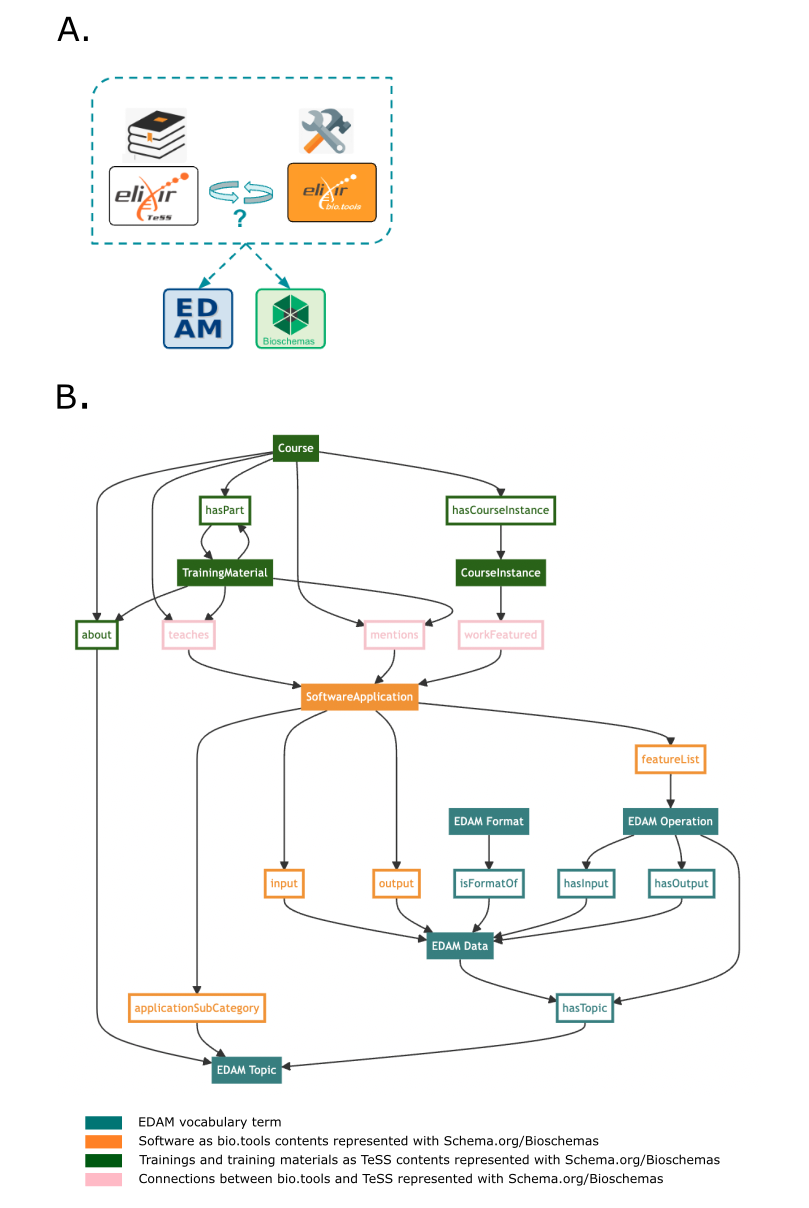 A.
elixir
TeSS
elixir
bio.tools
?
ED
AM
Bioschemas
B.
Course
hasPart
hasCourseInstance
TrainingMaterial
CourseInstance
about
teaches
mentions
workFeatured
SoftwareApplication
featureList
EDAM Format
EDAM Operation
input
output
isFormatOf
hasInput
hasOutput
EDAM Data
applicationSubCategory
hasTopic
EDAM Topic
EDAM vocabulary term
Software as bio.tools contents represented with Schema.org/Bioschemas
Trainings and training materials as TeSS contents represented with Schema.org/Bioschemas
Connections between bio.tools and TeSS represented with Schema.org/Bioschemas